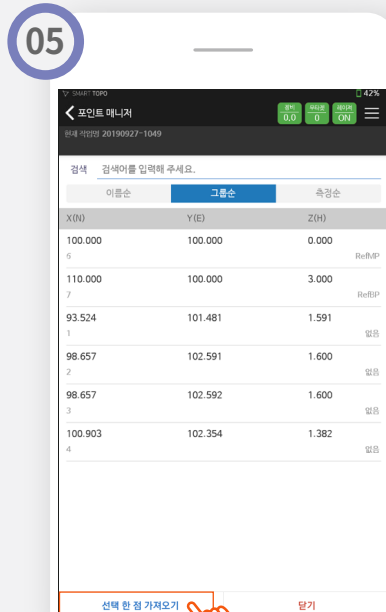 05
SMART TOPO 42%
포인트 매니저 0,0 0 레이저 ON
현재 작업명 20190927-1049
검색 검색어를 입력해 주세요.
이름순 그룹순 측정순
X(N) Y(E) Z(H)
100.000 100.000 0.000
6 RefMP
110.000 100.000 3.000
7 RefBP
93.524 101.481 1.591
1 없음
98.657 102.591 1.600
2 없음
98.657 102.592 1.600
3 없음
100.903 102.354 1.382
4 없음
선택 한 점 가져오기 닫기